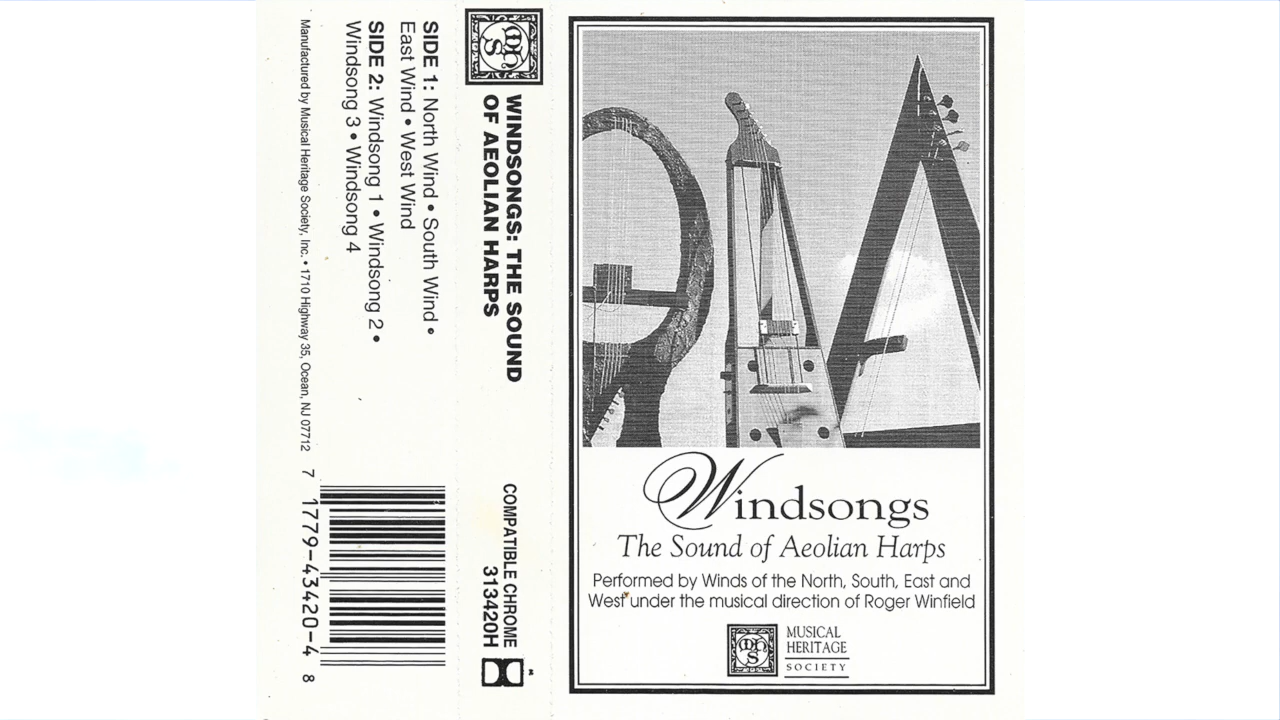 SIDE 1: North Wind • South Wind •
East Wind • West Wind
SIDE 2: Windsong 1 • Windsong 2 •
Windsong 3 • Windsong 4
Manufactured by Musical Heritage Society, Inc. • 1710 Highway 35, Ocean, NJ 07712
7 1779-43420-4 8
WINDSONGS: THE SOUND
OF AEOLIAN HARPS
COMPATIBLE CHROME
313420H
Windsongs
The Sound of Aeolian Harps
Performed by Winds of the North, South, East and
West under the musical direction of Roger Winfield
MUSICAL
HERITAGE
SOCIETY